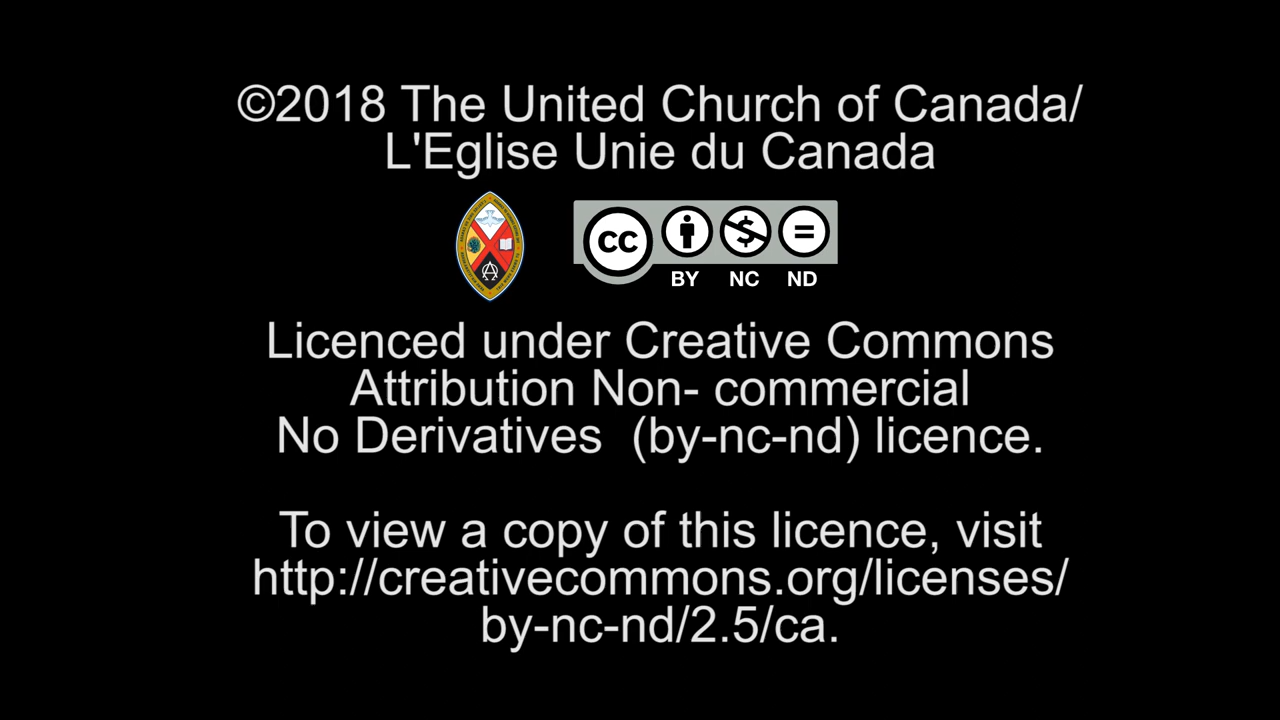 ©2018 The United Church of Canada/
L'Eglise Unie du Canada
cc
BY NC ND
Licenced under Creative Commons
Attribution Non- commercial
No Derivatives (by-nc-nd) licence.
To view a copy of this licence, visit
http://creativecommons.org/licenses/
by-nc-nd/2.5/ca.